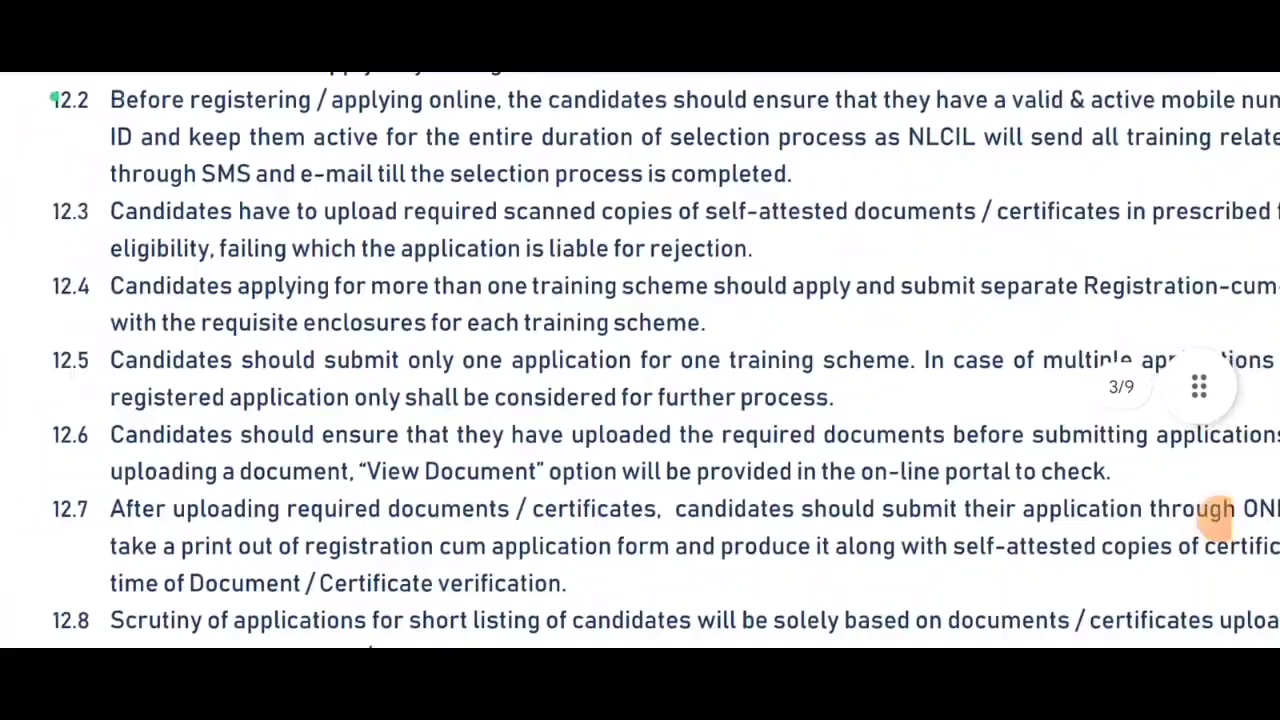 12.2 Before registering / applying online, the candidates should ensure that they have a valid & active mobile
ID and keep them active for the entire duration of selection process as NLCIL will send all training
through SMS and e-mail till the selection process is completed.
12.3 Candidates have to upload required scanned copies of self-attested documents / certificates in prescribed
eligibility, failing which the application is liable for rejection.
12.4 Candidates applying for more than one training scheme should apply and submit separate Registration-cum-
with the requisite enclosures for each training scheme.
12.5 Candidates should submit only one application for one training scheme. In case of multiple
3/9
registered application only shall be considered for further process.
12.6 Candidates should ensure that they have uploaded the required documents before submitting applications
uploading a document, “View Document” option will be provided in the on-line portal to check.
12.7 After uploading required documents / certificates, candidates should submit their application through
take a print out of registration cum application form and produce it along with self-attested copies of
time of Document / Certificate verification.
12.8 Scrutiny of applications for short listing of candidates will be solely based on documents / certificates